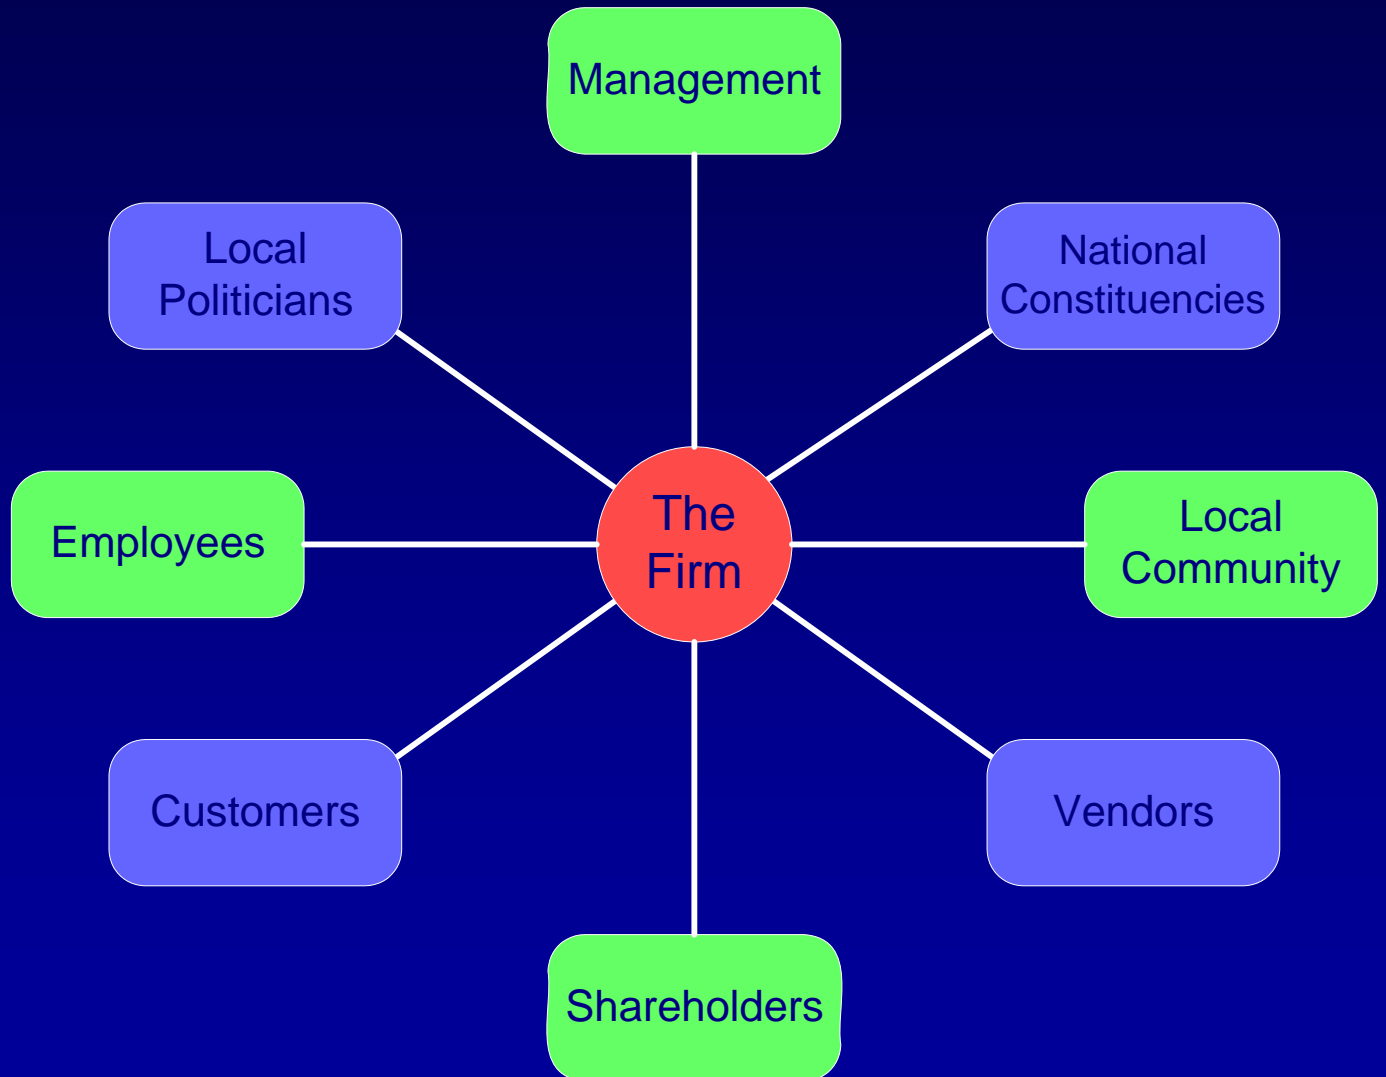 Management
Local
Politicians
National
Constituencies
Employees
The
Firm
Local
Community
Customers
Vendors
Shareholders